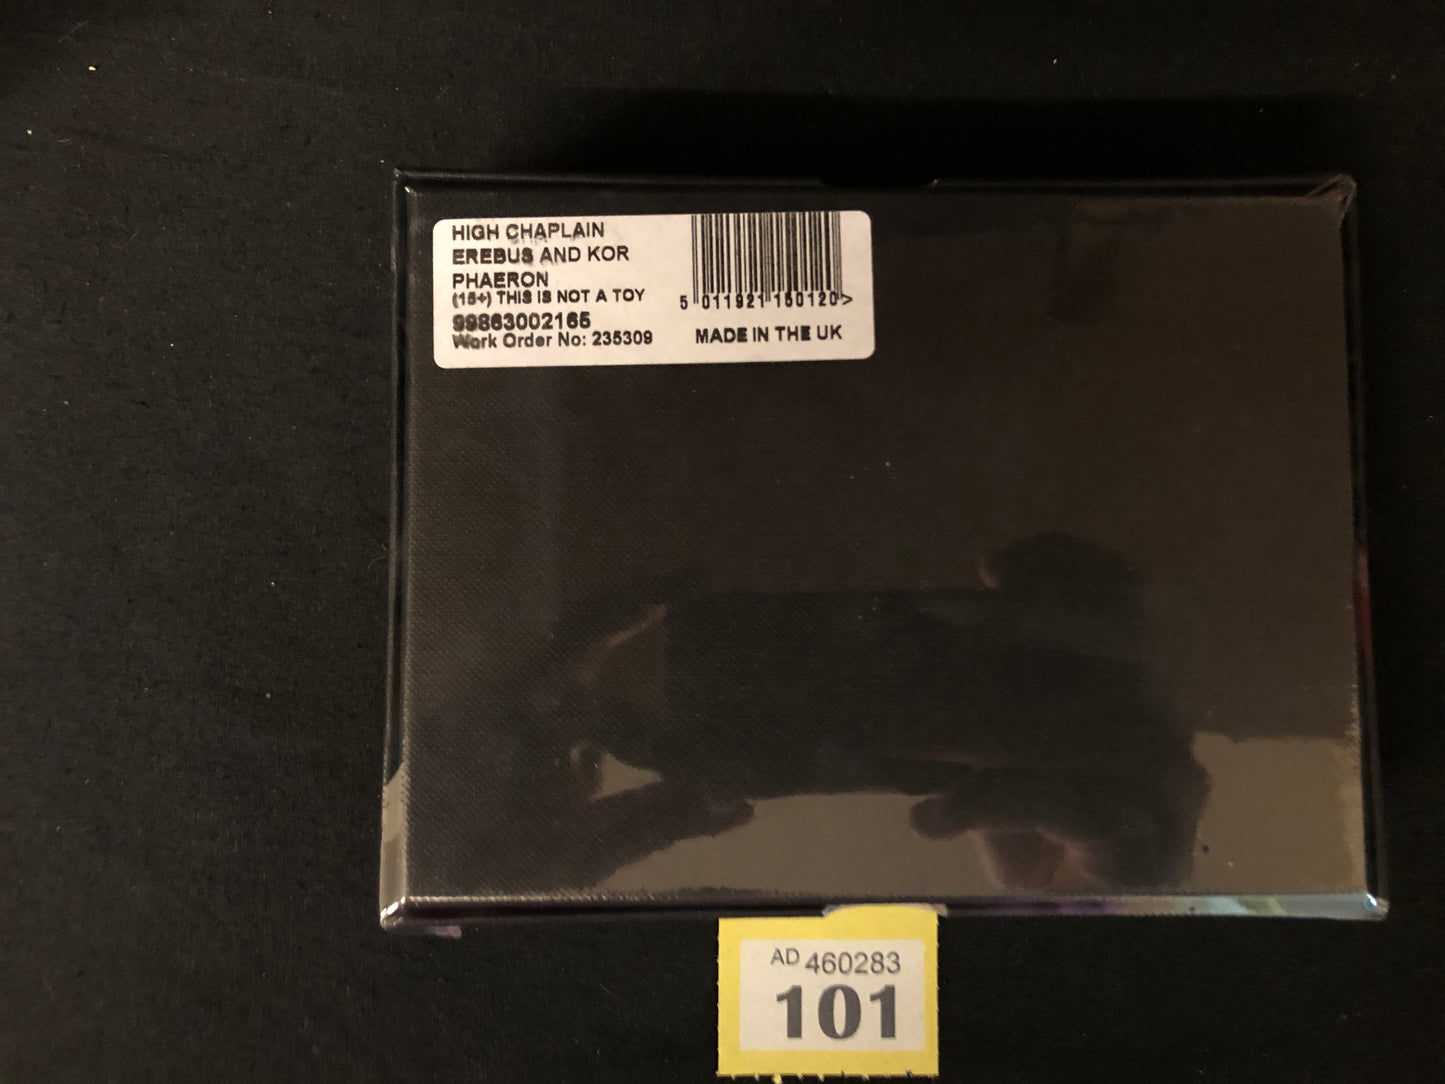 HIGH CHAPLAIN
EREBUS AND KOR
PHAERON
(15+) THIS IS NOT A TOY
99863002165
Work Order No: 235309
5 011921 150120>
MADE IN THE UK
AD 460283
101